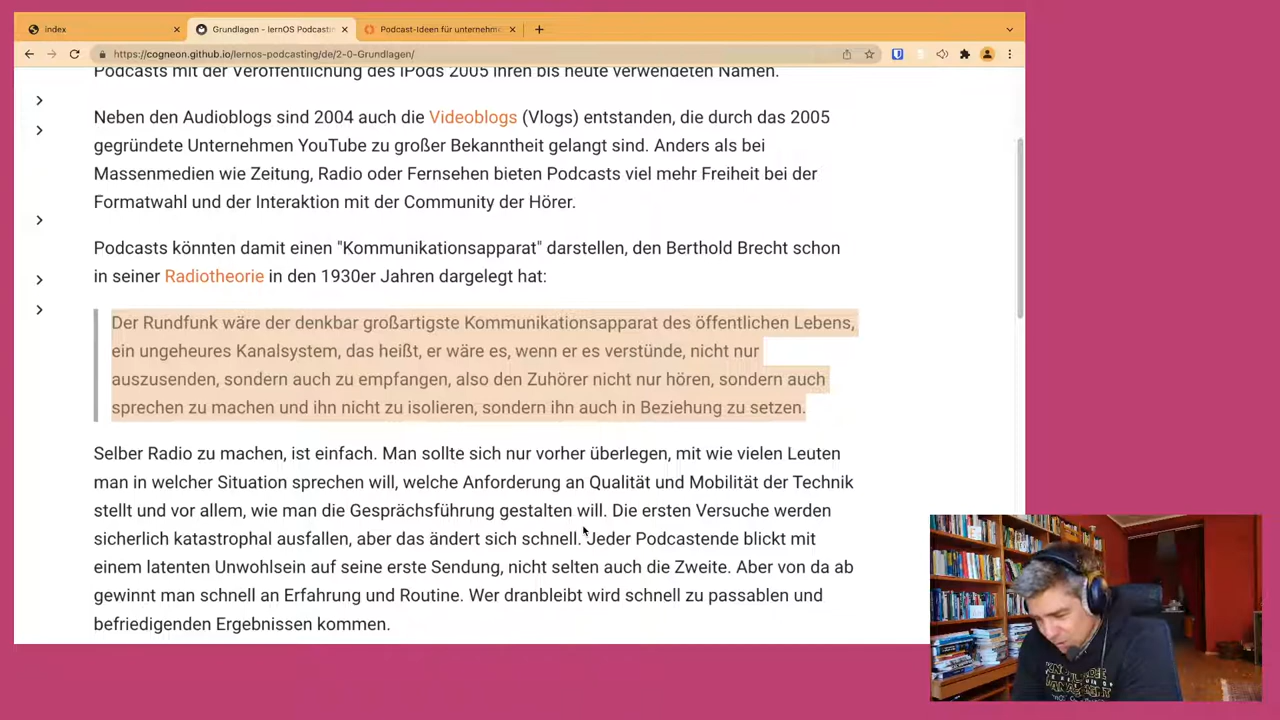 index
Grundlagen - lernOS Podcastin
Podcast-Ideen für unternehme
https://cogneon.github.io/lernos-podcasting/de/2-0-Grundlagen/
Podcasts mit der Veröffentlichung des iPods 2005 ihren bis heute verwendeten Namen.
Neben den Audioblogs sind 2004 auch die Videoblogs (Vlogs) entstanden, die durch das 2005
gegründete Unternehmen YouTube zu großer Bekanntheit gelangt sind. Anders als bei
Massenmedien wie Zeitung, Radio oder Fernsehen bieten Podcasts viel mehr Freiheit bei der
Formatwahl und der Interaktion mit der Community der Hörer.
Podcasts könnten damit einen "Kommunikationsapparat" darstellen, den Berthold Brecht schon
in seiner Radiotheorie in den 1930er Jahren dargelegt hat:
Der Rundfunk wäre der denkbar großartigste Kommunikationsapparat des öffentlichen Lebens,
ein ungeheures Kanalsystem, das heißt, er wäre es, wenn er es verstünde, nicht nur
auszusenden, sondern auch zu empfangen, also den Zuhörer nicht nur hören, sondern auch
sprechen zu machen und ihn nicht zu isolieren, sondern ihn auch in Beziehung zu setzen.
Selber Radio zu machen, ist einfach. Man sollte sich nur vorher überlegen, mit wie vielen Leuten
man in welcher Situation sprechen will, welche Anforderung an Qualität und Mobilität der Technik
stellt und vor allem, wie man die Gesprächsführung gestalten will. Die ersten Versuche werden
sicherlich katastrophal ausfallen, aber das ändert sich schnell. Jeder Podcastende blickt mit
einem latenten Unwohlsein auf seine erste Sendung, nicht selten auch die Zweite. Aber von da ab
gewinnt man schnell an Erfahrung und Routine. Wer dranbleibt wird schnell zu passablen und
befriedigenden Ergebnissen kommen.